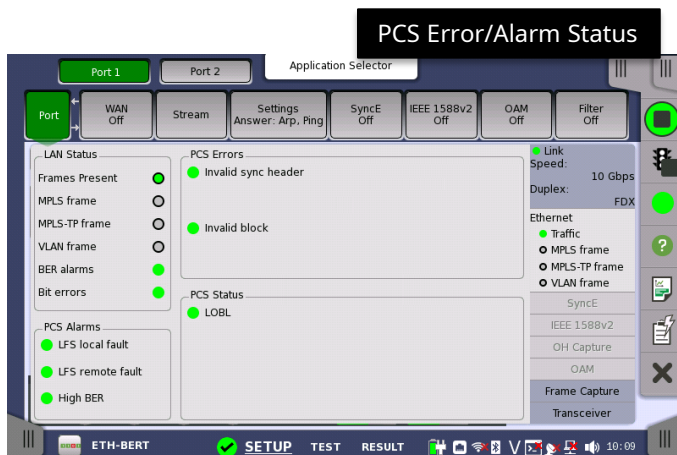 PCS Error/Alarm Status
Port 1
Port 2
Application Selector
Port
WAN
Off
Stream
Settings
Answer: Arp, Ping
SyncE
Off
IEEE 1588v2
Off
OAM
Off
Filter
Off
LAN Status
Frames Present
MPLS frame
MPLS-TP frame
VLAN frame
BER alarms
Bit errors
PCS Alarms
LFS local fault
LFS remote fault
High BER
PCS Errors
Invalid sync header
Invalid block
PCS Status
LOBL
Link
Speed:
10 Gbps
Duplex:
FDX
Ethernet
Traffic
MPLS frame
MPLS-TP frame
VLAN frame
SyncE
IEEE 1588v2
OH Capture
OAM
Frame Capture
Transceiver
?
ETH-BERT
SETUP TEST RESULT
V
10:09